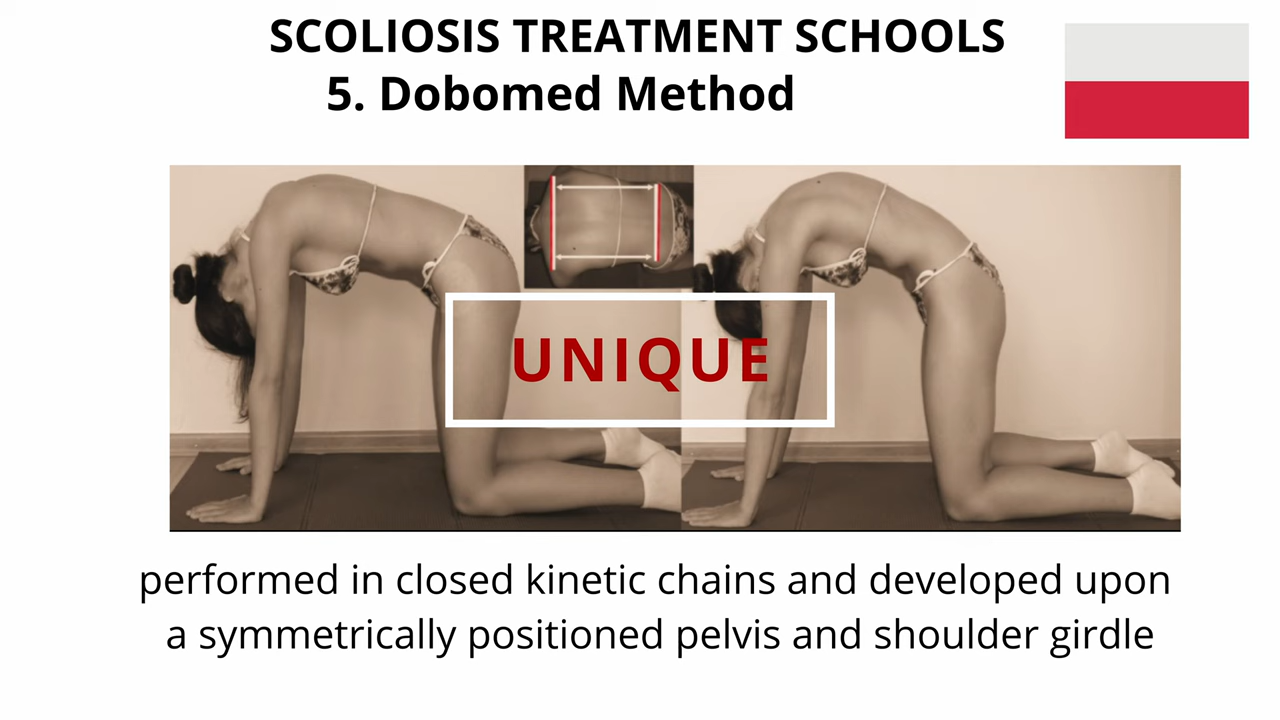 SCOLIOSIS TREATMENT SCHOOLS
5. Dobomed Method
UNIQUE
performed in closed kinetic chains and developed upon
a symmetrically positioned pelvis and shoulder girdle